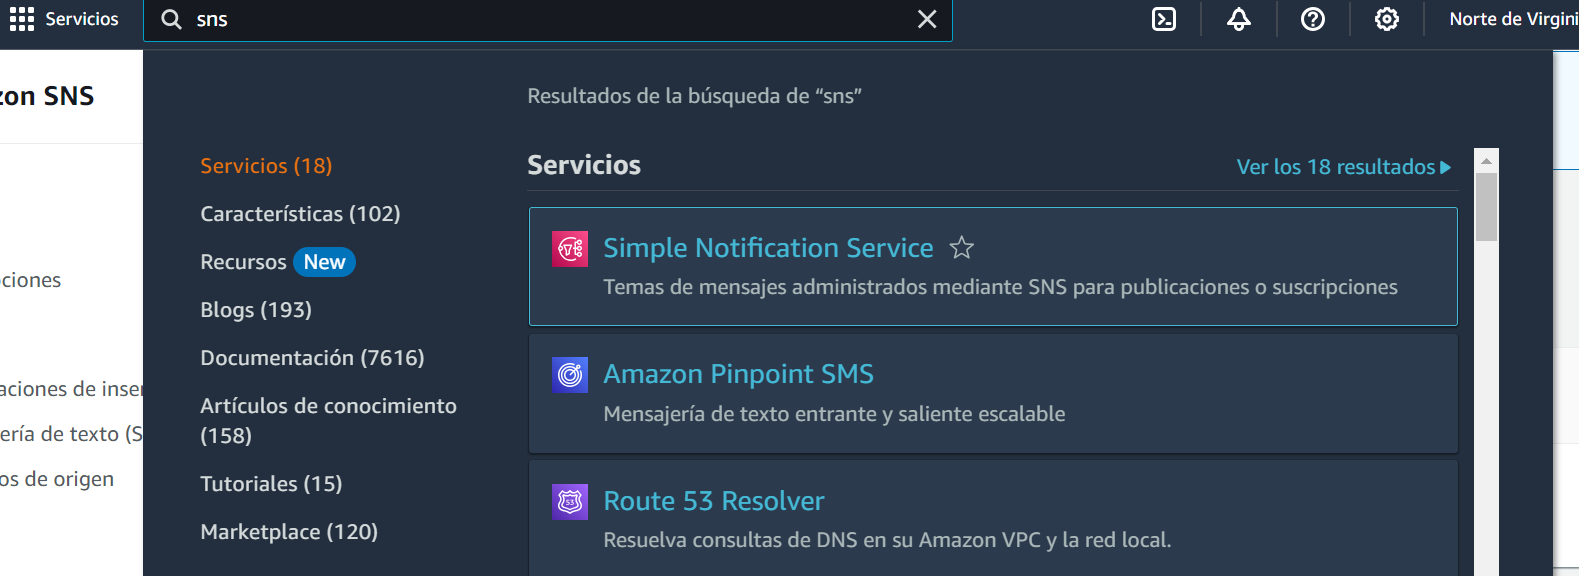 Servicios
sns
Norte de Virgini
zon SNS
ciones
aciones de inser
ería de texto (S
os de origen
Resultados de la búsqueda de “sns”
Servicios (18)
Características (102)
Recursos New
Blogs (193)
Documentación (7616)
Artículos de conocimiento
(158)
Tutoriales (15)
Marketplace (120)
Servicios
Ver los 18 resultados
Simple Notification Service
Temas de mensajes administrados mediante SNS para publicaciones o suscripciones
Amazon Pinpoint SMS
Mensajería de texto entrante y saliente escalable
53
Route 53 Resolver
Resuelva consultas de DNS en su Amazon VPC y la red local.